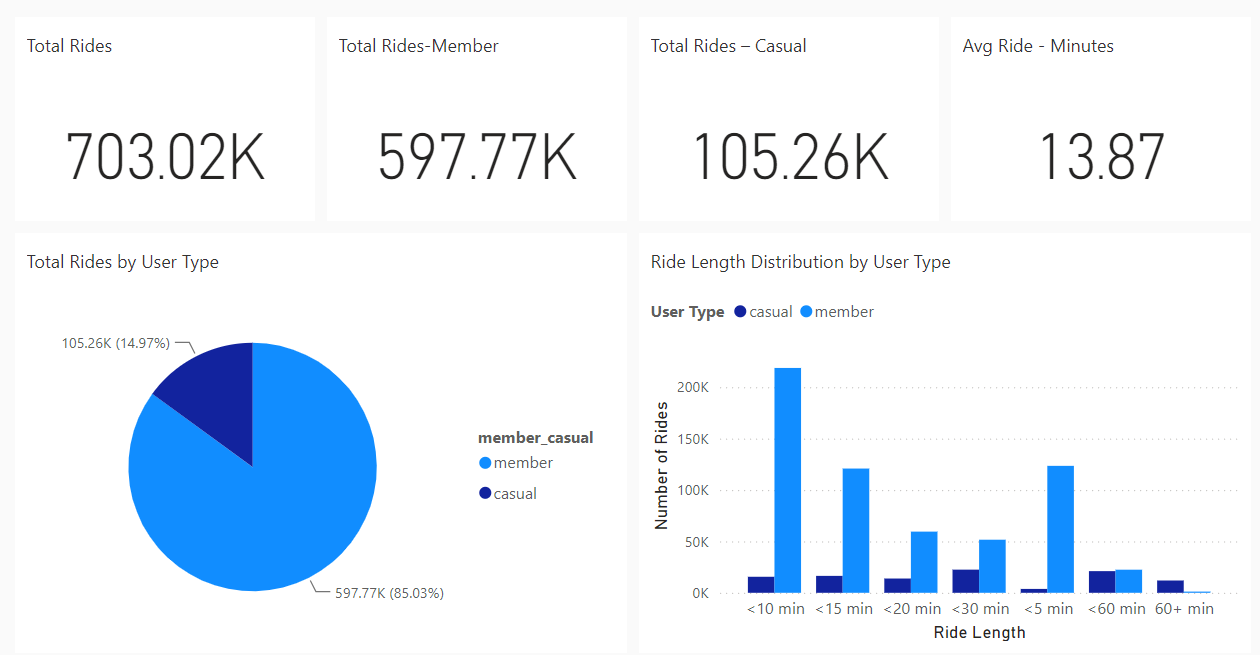 Total Rides
703.02K
Total Rides-Member
597.77K
Total Rides – Casual
105.26K
Avg Ride - Minutes
13.87
Total Rides by User Type
105.26K (14.97%)
597.77K (85.03%)
member_casual
member
casual
Ride Length Distribution by User Type
User Type casual member
Number of Rides
200K
150K
100K
50K
0K
<10 min <15 min <20 min <30 min <5 min <60 min 60+ min
Ride Length